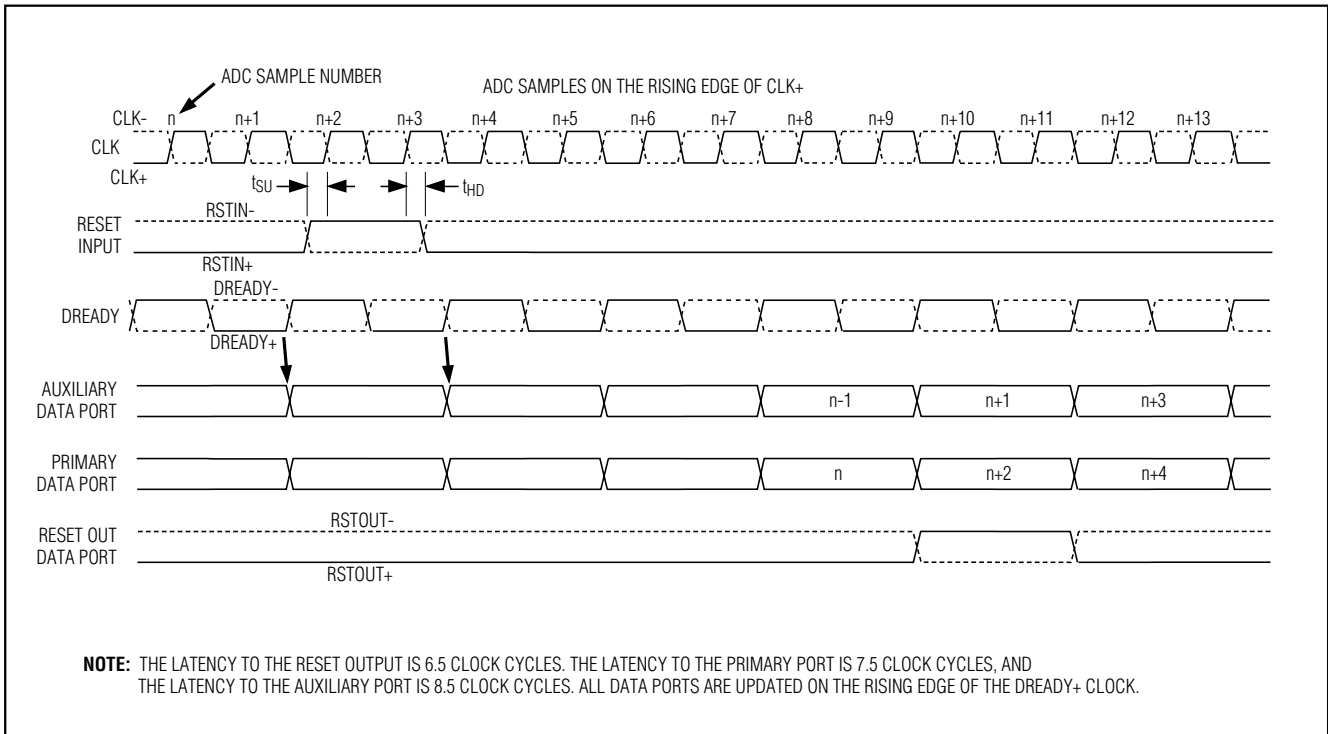 ADC SAMPLE NUMBER
ADC SAMPLES ON THE RISING EDGE OF CLK+
CLK- n n+1 n+2 n+3 n+4 n+5 n+6 n+7 n+8 n+9 n+10 n+11 n+12 n+13
CLK
CLK+
tSU tHD
RSTIN-
RESET
INPUT
RSTIN+
DREADY-
DREADY
DREADY+
AUXILIARY
DATA PORT
n-1 n+1 n+3
PRIMARY
DATA PORT
n n+2 n+4
RSTOUT-
RESET OUT
DATA PORT
RSTOUT+
NOTE: THE LATENCY TO THE RESET OUTPUT IS 6.5 CLOCK CYCLES. THE LATENCY TO THE PRIMARY PORT IS 7.5 CLOCK CYCLES, AND
THE LATENCY TO THE AUXILIARY PORT IS 8.5 CLOCK CYCLES. ALL DATA PORTS ARE UPDATED ON THE RISING EDGE OF THE DREADY+ CLOCK.